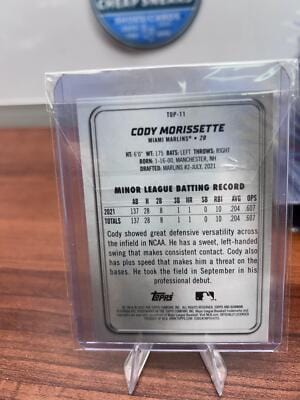 TUP-11
CODY MORISSETTE
MIAMI MARLINS • 2B
HT: 6'0" WT: 175 BATS: LEFT THROWS: RIGHT
BORN: 1-16-00, MANCHESTER, NH
DRAFTED: MARLINS #2-JULY, 2021
MINOR LEAGUE BATTING RECORD
AB H 2B 3B HR SB RBI AVG OPS
2021 137 28 8 1 1 0 10 .204 .607
TOTALS 137 28 8 1 1 0 10 .204 .607
Cody showed great defensive versatility across
the infield in NCAA. He has a sweet, left-handed
swing that makes consistent contact. Cody also
has plus speed that makes him a threat on the
bases. He took the field in September in his
professional debut.
Topps